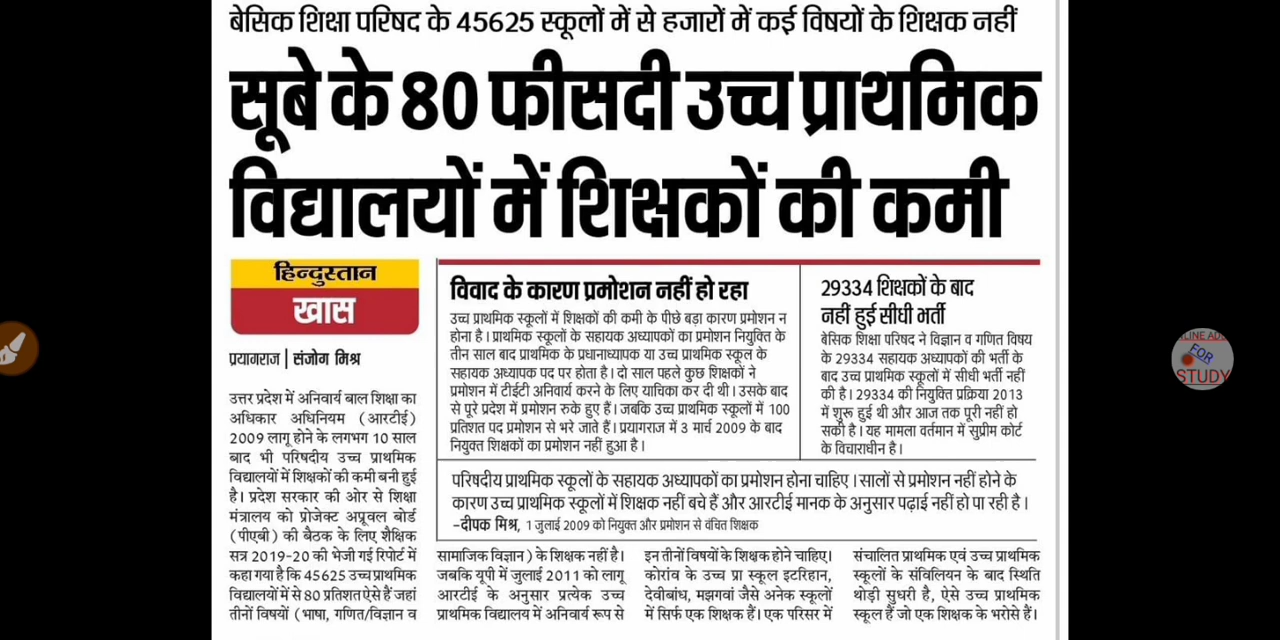 बेसिक शिक्षा परिषद के 45625 स्कूलों में से हजारों में कई विषयों के शिक्षक नहीं
सूबे के 80 फीसदी उच्च प्राथमिक
विद्यालयों में शिक्षकों की कमी
हिन्दुस्तान
खास
प्रयागराज | संजोग मिश्र
उत्तर प्रदेश में अनिवार्य बाल शिक्षा का
अधिकार अधिनियम (आरटीई)
2009 लागू होने के लगभग 10 साल
बाद भी परिषदीय उच्च प्राथमिक
विद्यालयों में शिक्षकों की कमी बनी हुई
है। प्रदेश सरकार की ओर से शिक्षा
मंत्रालय को प्रोजेक्ट अप्रूवल बोर्ड
(पीएबी) की बैठक के लिए शैक्षिक
सत्र 2019-20 की भेजी गई रिपोर्ट में
कहा गया है कि 45625 उच्च प्राथमिक
विद्यालयों में से 80 प्रतिशत ऐसे हैं जहां
तीनों विषयों (भाषा, गणित/विज्ञान व
विवाद के कारण प्रमोशन नहीं हो रहा
उच्च प्राथमिक स्कूलों में शिक्षकों की कमी के पीछे बड़ा कारण प्रमोशन न
होना है। प्राथमिक स्कूलों के सहायक अध्यापकों का प्रमोशन नियुक्ति के
तीन साल बाद प्राथमिक के प्रधानाध्यापक या उच्च प्राथमिक स्कूल के
सहायक अध्यापक पद पर होता है। दो साल पहले कुछ शिक्षकों ने
प्रमोशन में टीईटी अनिवार्य करने के लिए याचिका कर दी थी। उसके बाद
से पूरे प्रदेश में प्रमोशन रुके हुए हैं। जबकि उच्च प्राथमिक स्कूलों में 100
प्रतिशत पद प्रमोशन से भरे जाते हैं। प्रयागराज में 3 मार्च 2009 के बाद
नियुक्त शिक्षकों का प्रमोशन नहीं हुआ है।
29334 शिक्षकों के बाद
नहीं हुई सीधी भर्ती
बेसिक शिक्षा परिषद ने विज्ञान व गणित विषय
के 29334 सहायक अध्यापकों की भर्ती के
बाद उच्च प्राथमिक स्कूलों में सीधी भर्ती नहीं
की है। 29334 की नियुक्ति प्रक्रिया 2013
में शुरू हुई थी और आज तक पूरी नहीं हो
सकी है। यह मामला वर्तमान में सुप्रीम कोर्ट
के विचाराधीन है।
परिषदीय प्राथमिक स्कूलों के सहायक अध्यापकों का प्रमोशन होना चाहिए। सालों से प्रमोशन नहीं होने के
कारण उच्च प्राथमिक स्कूलों में शिक्षक नहीं बचे हैं और आरटीई मानक के अनुसार पढ़ाई नहीं हो पा रही है।
-दीपक मिश्र, 1 जुलाई 2009 को नियुक्त और प्रमोशन से वंचित शिक्षक
सामाजिक विज्ञान) के शिक्षक नहीं है।
जबकि यूपी में जुलाई 2011 को लागू
आरटीई के अनुसार प्रत्येक उच्च
प्राथमिक विद्यालय में अनिवार्य रूप से
इन तीनों विषयों के शिक्षक होने चाहिए।
कोरांव के उच्च प्रा स्कूल इटरिहान,
देवीबांध, मझगवां जैसे अनेक स्कूलों
में सिर्फ एक शिक्षक हैं। एक परिसर में
संचालित प्राथमिक एवं उच्च प्राथमिक
स्कूलों के संविलियन के बाद स्थिति
थोड़ी सुधरी है, ऐसे उच्च प्राथमिक
स्कूल हैं जो एक शिक्षक के भरोसे हैं।
FOR
STUDY